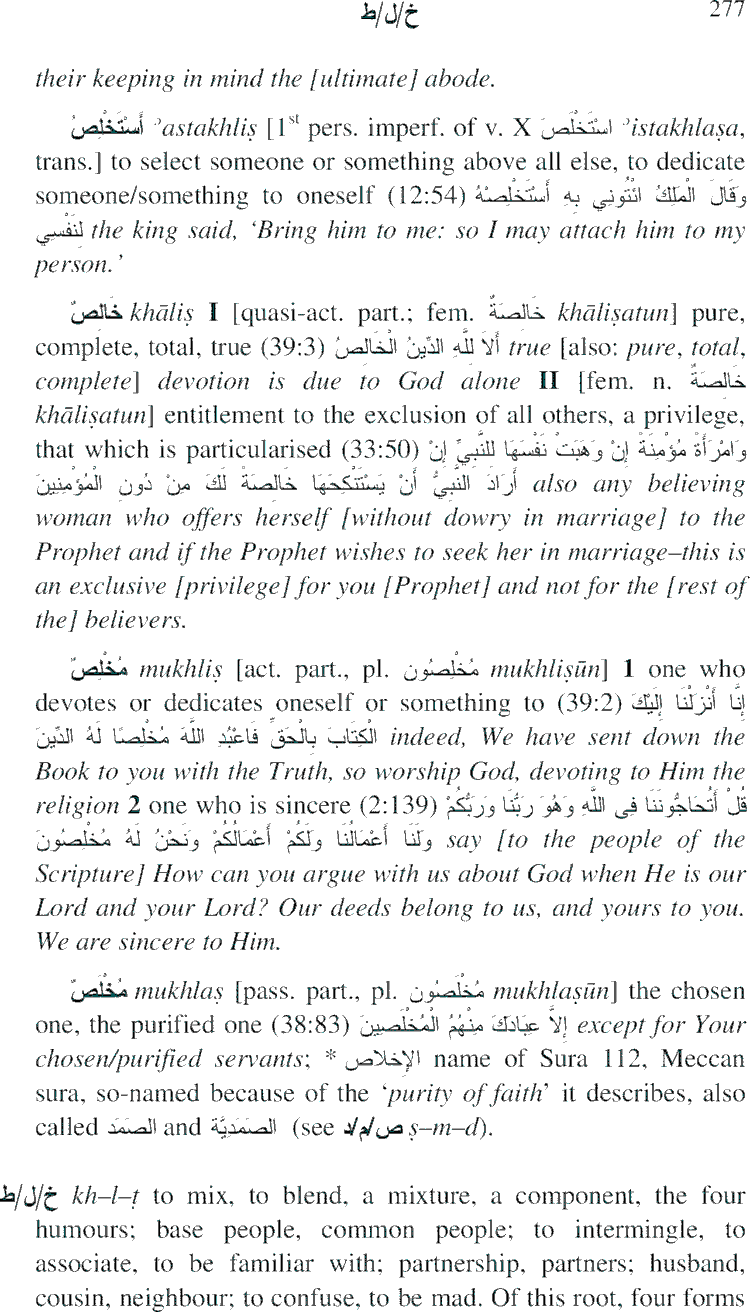 خ/ل/ط 277
their keeping in mind the [ultimate] abode.
أَسْتَخْلِصُ ʾastakhliṣ [1st pers. imperf. of v. X اسْتَخْلَصَ ʾistakhlaṣa,
trans.] to select someone or something above all else, to dedicate
someone/something to oneself (12:54) وَقَالَ الْمَلِكُ ائْتُونِي بِهِ أَسْتَخْلِصْهُ
لِنَفْسِي the king said, ‘Bring him to me: so I may attach him to my
person.’
خَالِصٌ khāliṣ I [quasi-act. part.; fem. خَالِصَةٌ khāliṣatun] pure,
complete, total, true (39:3) أَلاَ لِلَّهِ الدِّينُ الْخَالِصُ true [also: pure, total,
complete] devotion is due to God alone II [fem. n. خَالِصَةٌ
khāliṣatun] entitlement to the exclusion of all others, a privilege,
that which is particularised (33:50) وَامْرَأَةً مُؤْمِنَةً إِنْ وَهَبَتْ نَفْسَهَا لِلنَّبِيِّ إِنْ
أَرَادَ النَّبِيُّ أَنْ يَسْتَنْكِحَهَا خَالِصَةً لَكَ مِنْ دُونِ الْمُؤْمِنِينَ also any believing
woman who offers herself [without dowry in marriage] to the
Prophet and if the Prophet wishes to seek her in marriage–this is
an exclusive [privilege] for you [Prophet] and not for the [rest of
the] believers.
مُخْلِصٌ mukhliṣ [act. part., pl. مُخْلِصُون mukhliṣūn] 1 one who
devotes or dedicates oneself or something to (39:2) إِنَّا أَنْزَلْنَا إِلَيْكَ
الْكِتَابَ بِالْحَقِّ فَاعْبُدِ اللَّهَ مُخْلِصًا لَهُ الدِّينَ indeed, We have sent down the
Book to you with the Truth, so worship God, devoting to Him the
religion 2 one who is sincere (2:139) قُلْ أَتُحَاجُّونَنَا فِى اللَّهِ وَهُوَ رَبُّنَا وَرَبُّكُمْ
وَلَنَا أَعْمَالُنَا وَلَكُمْ أَعْمَالُكُمْ وَنَحْنُ لَهُ مُخْلِصُونَ say [to the people of the
Scripture] How can you argue with us about God when He is our
Lord and your Lord? Our deeds belong to us, and yours to you.
We are sincere to Him.
مُخْلَصٌ mukhlaṣ [pass. part., pl. مُخْلَصُون mukhlaṣūn] the chosen
one, the purified one (38:83) إِلاَّ عِبَادَكَ مِنْهُمُ الْمُخْلَصِينَ except for Your
chosen/purified servants; * الإخلاص name of Sura 112, Meccan
sura, so-named because of the ‘purity of faith’ it describes, also
called الصَمَد and الصَمَدِيَّة (see ص/م/د ṣ–m–d).
خ/ل/ط kh–l–ṭ to mix, to blend, a mixture, a component, the four
humours; base people, common people; to intermingle, to
associate, to be familiar with; partnership, partners; husband,
cousin, neighbour; to confuse, to be mad. Of this root, four forms